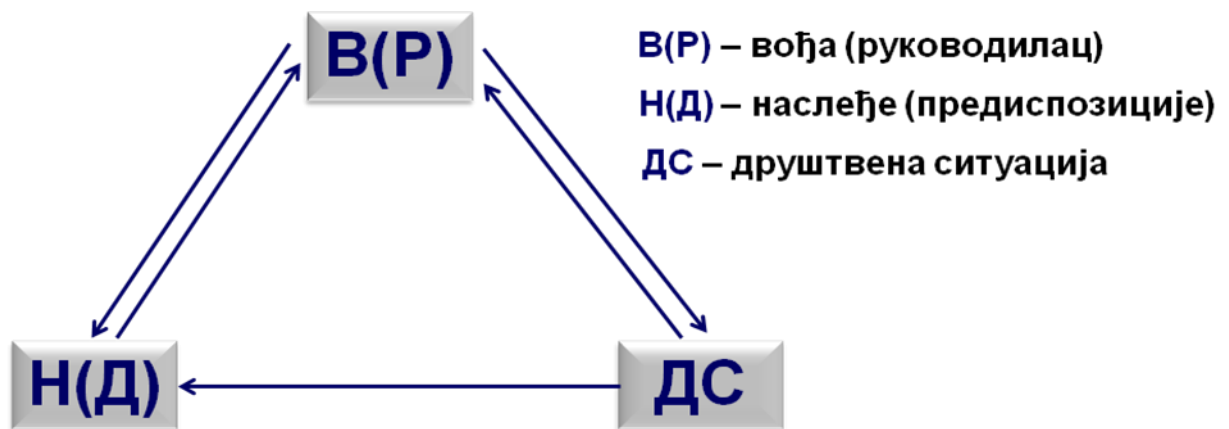 В(Р)
В(Р) – вођа (руководилац)
Н(Д) – наслеђе (предиспозиције)
ДС – друштвена ситуација
Н(Д)
ДС